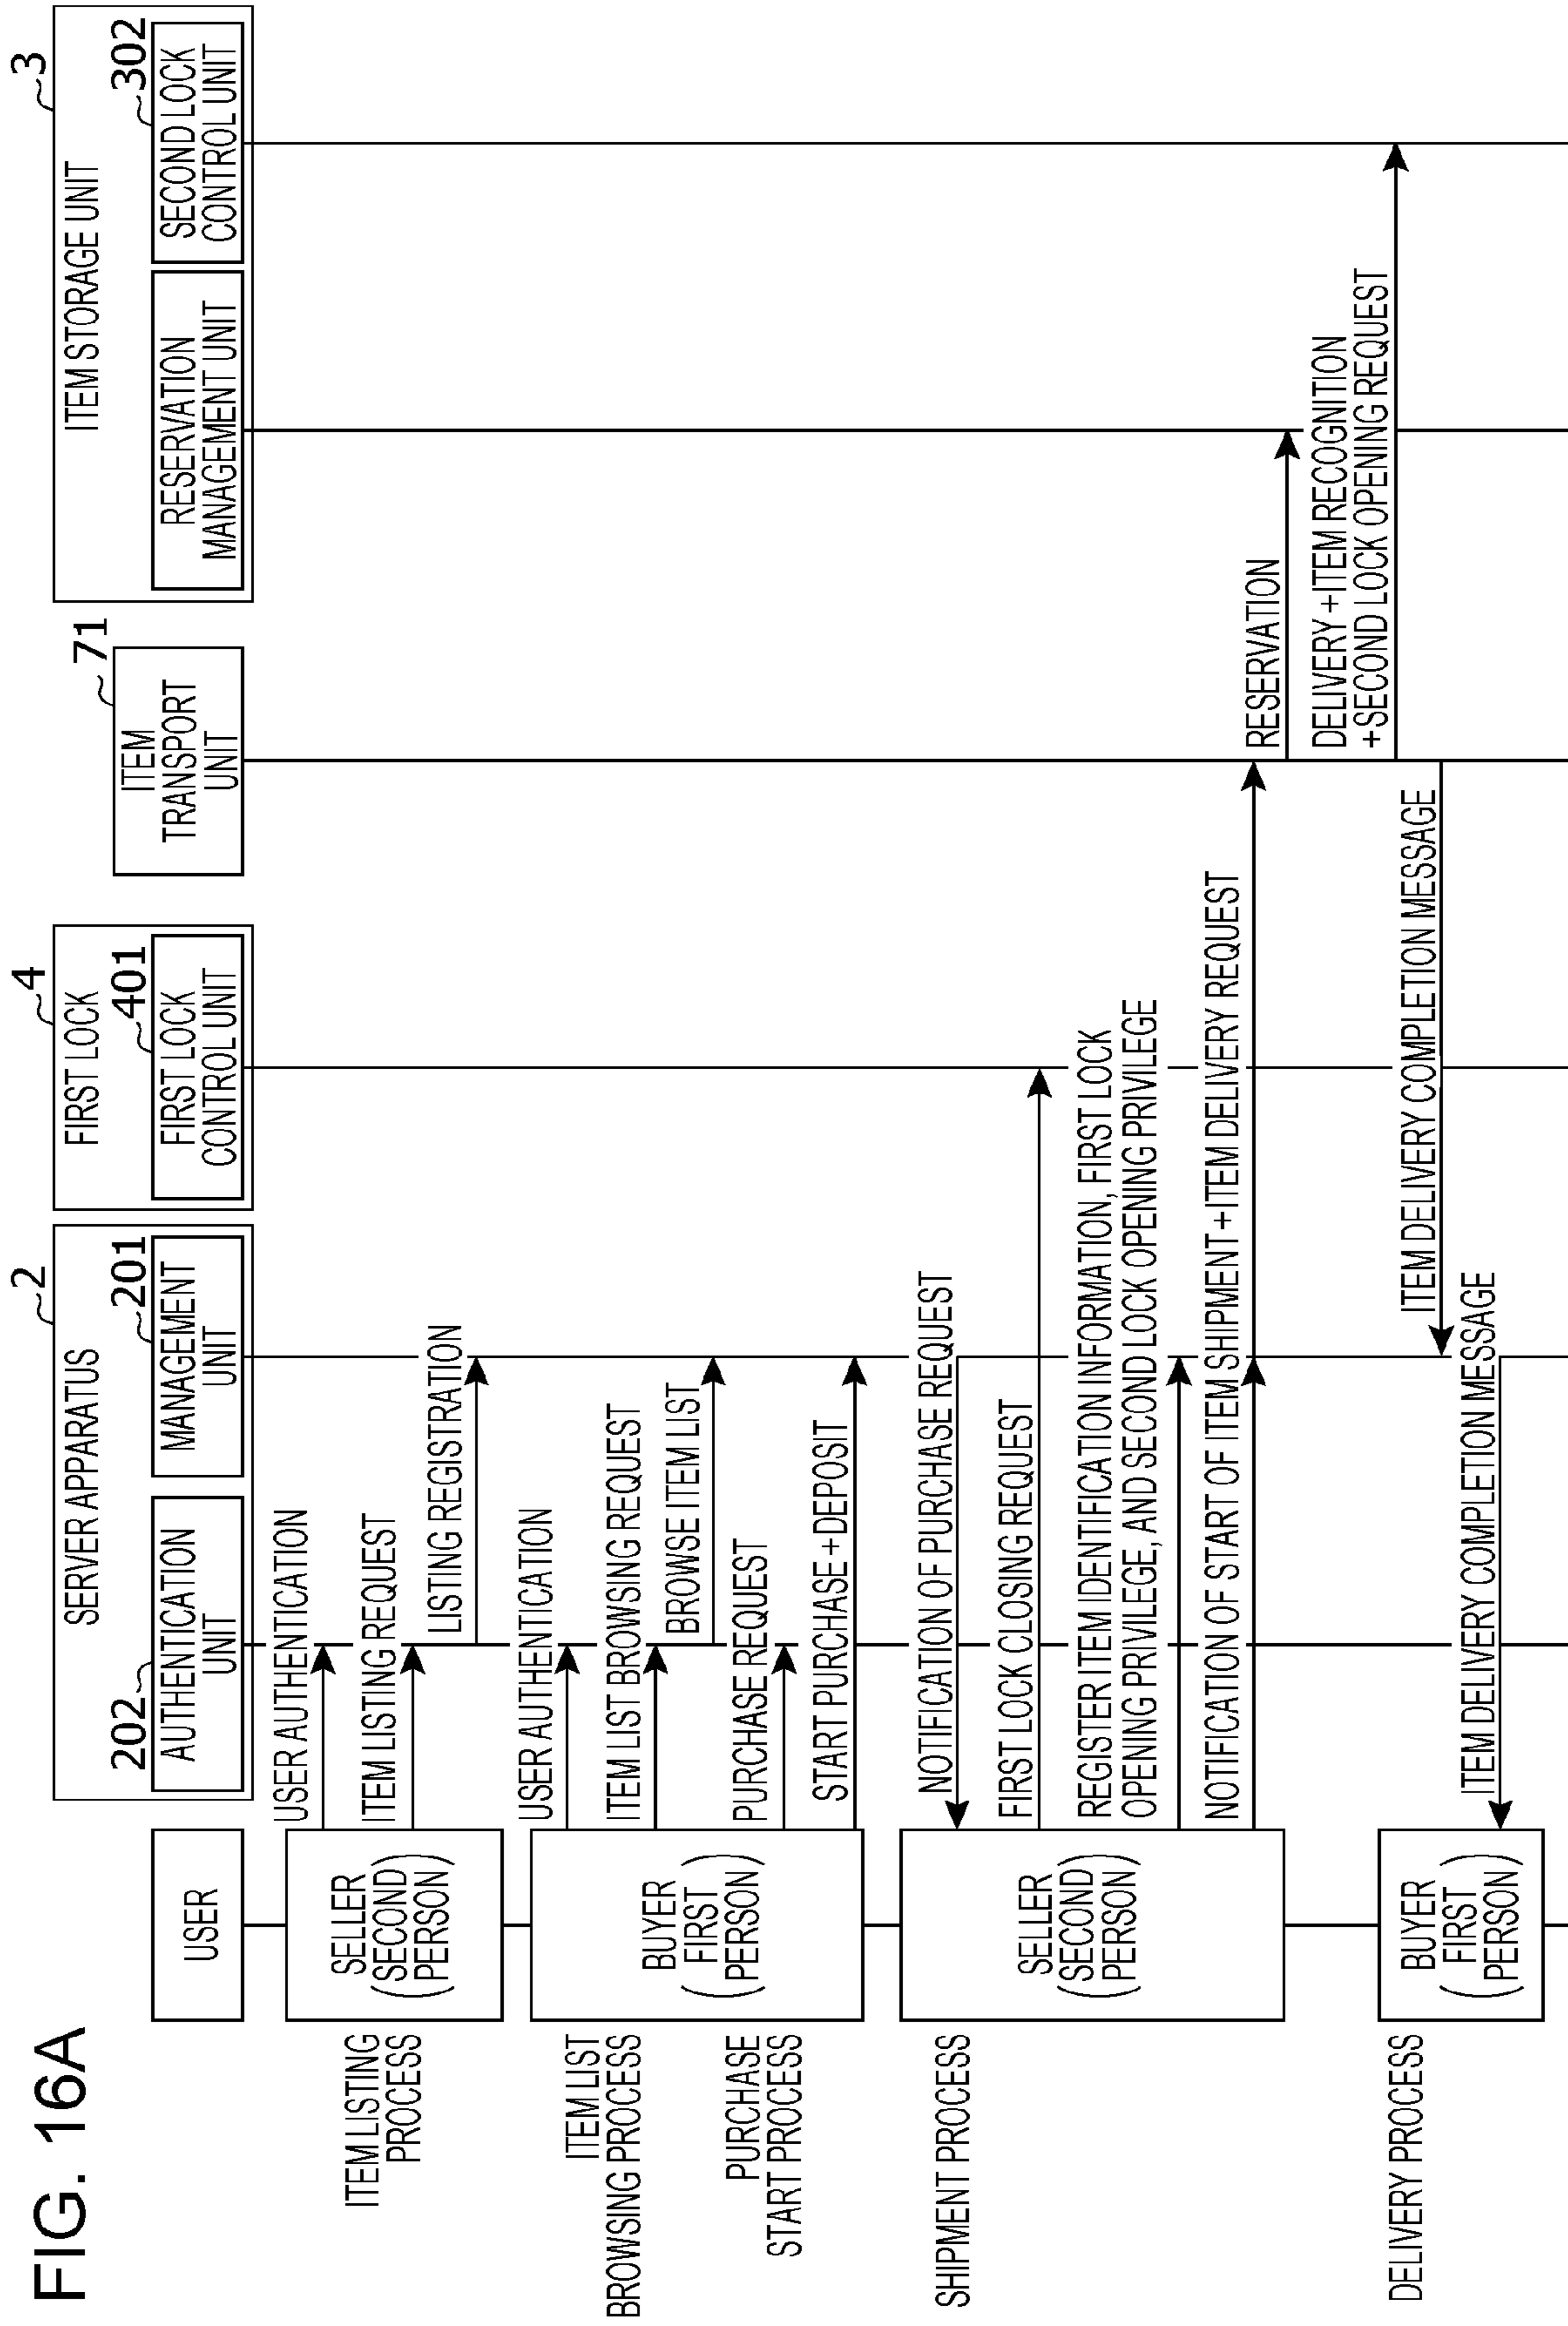 FIG. 16A
2
4
3
SERVER APPARATUS
FIRST LOCK
ITEM STORAGE UNIT
202
201
401
71
302
USER
AUTHENTICATION
UNIT
MANAGEMENT
UNIT
FIRST LOCK
CONTROL UNIT
ITEM
TRANSPORT
UNIT
RESERVATION
MANAGEMENT UNIT
SECOND LOCK
CONTROL UNIT
ITEM LISTING
PROCESS
SELLER
(SECOND
PERSON)
USER AUTHENTICATION
ITEM LISTING REQUEST
LISTING REGISTRATION
ITEM LIST
BROWSING PROCESS
PURCHASE
START PROCESS
BUYER
(FIRST
PERSON)
USER AUTHENTICATION
ITEM LIST BROWSING REQUEST
BROWSE ITEM LIST
PURCHASE REQUEST
START PURCHASE+DEPOSIT
SHIPMENT PROCESS
SELLER
(SECOND
PERSON)
NOTIFICATION OF PURCHASE REQUEST
FIRST LOCK CLOSING REQUEST
REGISTER ITEM IDENTIFICATION INFORMATION, FIRST LOCK
OPENING PRIVILEGE, AND SECOND LOCK OPENING PRIVILEGE
NOTIFICATION OF START OF ITEM SHIPMENT+ITEM DELIVERY REQUEST
RESERVATION
DELIVERY+ITEM RECOGNITION
+SECOND LOCK OPENING REQUEST
DELIVERY PROCESS
BUYER
(FIRST
PERSON)
ITEM DELIVERY COMPLETION MESSAGE
ITEM DELIVERY COMPLETION MESSAGE